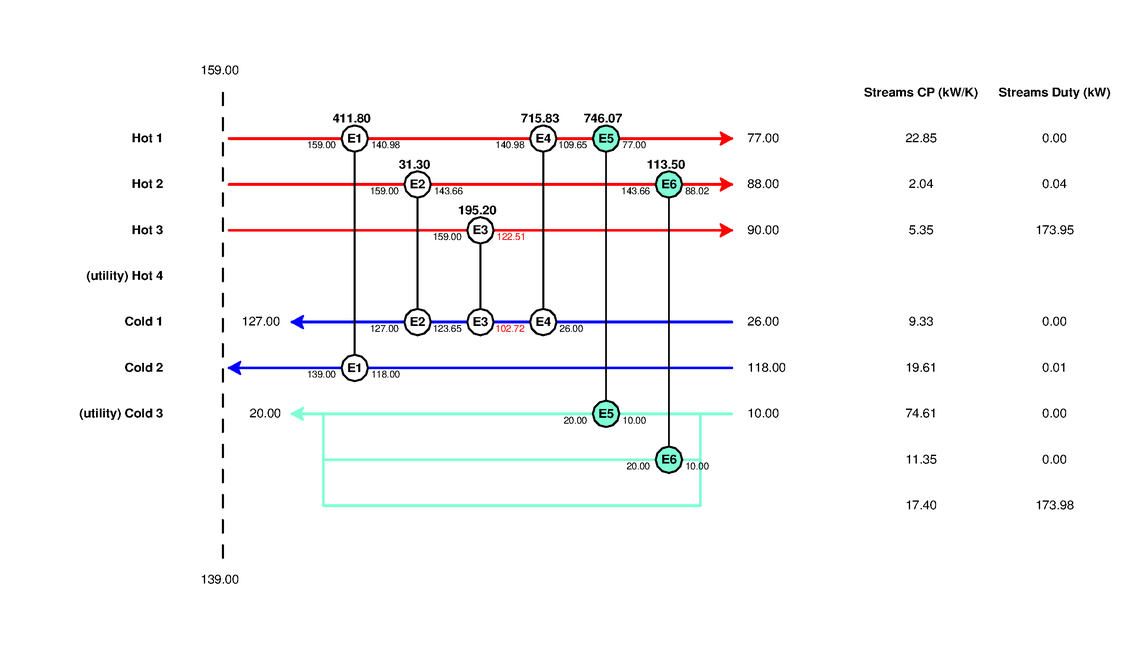 159.00
Streams CP (kW/K) Streams Duty (kW)
411.80 715.83 746.07
Hot 1 E1 E4 E5 77.00 22.85 0.00
159.00 140.98 140.98 109.65 77.00
31.30 113.50
Hot 2 E2 E6 88.00 2.04 0.04
159.00 143.66 143.66 88.02
195.20
Hot 3 E3 90.00 5.35 173.95
159.00 122.51
(utility) Hot 4
Cold 1 127.00 E2 E3 E4 26.00 9.33 0.00
127.00 123.65 102.72 26.00
Cold 2 E1 118.00 19.61 0.01
139.00 118.00
(utility) Cold 3 20.00 E5 10.00 74.61 0.00
20.00 10.00
E6 11.35 0.00
20.00 10.00
17.40 173.98
139.00